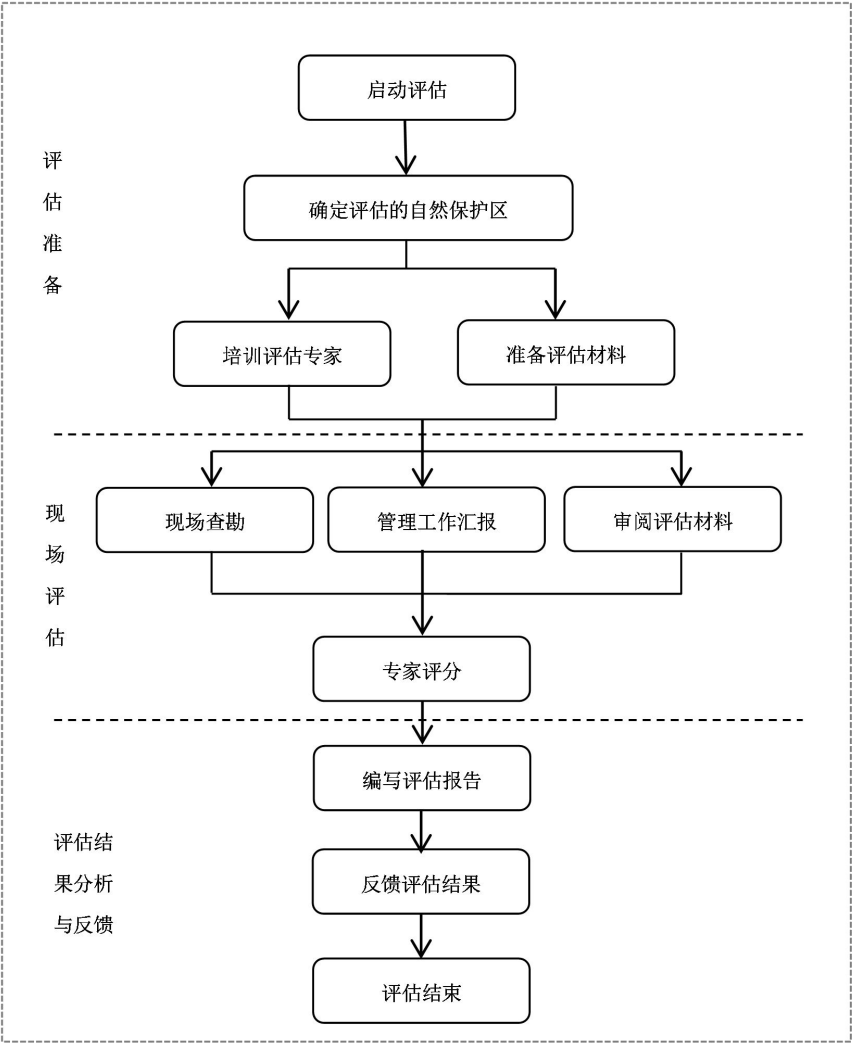 启动评估
评
估
准
备
确定评估的自然保护区
培训评估专家
准备评估材料
现
场
评
估
现场查勘
管理工作汇报
审阅评估材料
专家评分
编写评估报告
评估结
果分析
与反馈
反馈评估结果
评估结束